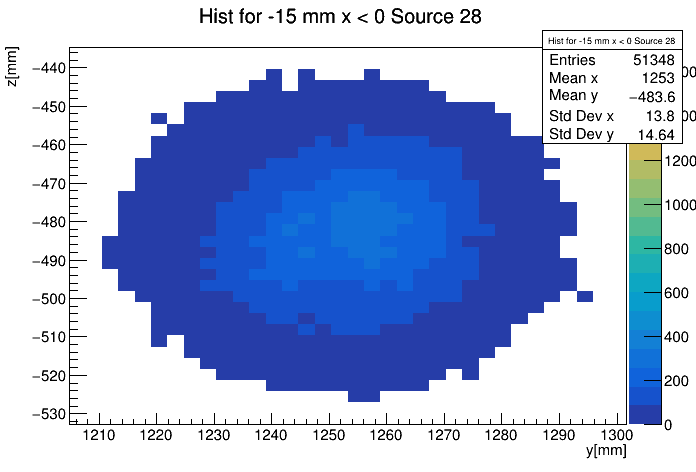 Hist for -15 mm x < 0 Source 28
Hist for -15 mm x < 0 Source 28
Entries 51348
Mean x 1253
Mean y −483.6
Std Dev x 13.8
Std Dev y 14.64
z[mm]
−440
−450
−460
−470
−480
−490
−500
−510
−520
−530
1210 1220 1230 1240 1250 1260 1270 1280 1290 1300
y[mm]
1200
1000
800
600
400
200
0